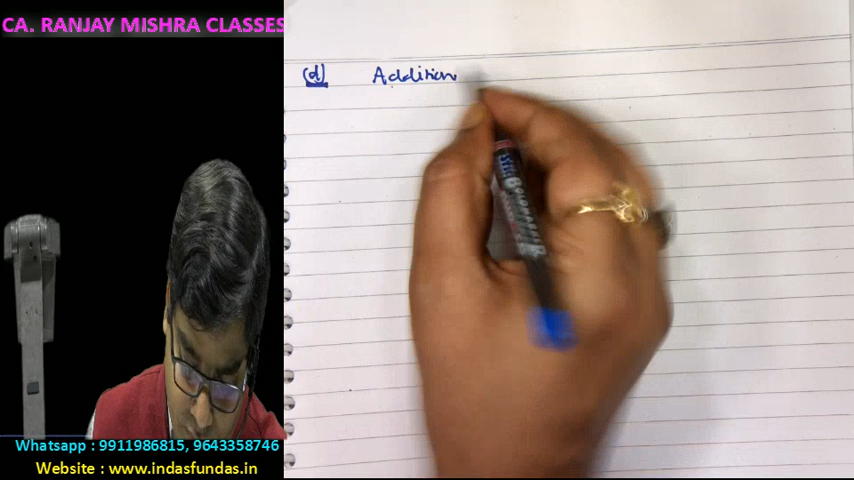 CA. RANJAY MISHRA CLASSES
(d) Addition
Whatsapp : 9911986815, 9643358746
Website : www.indasfundas.in